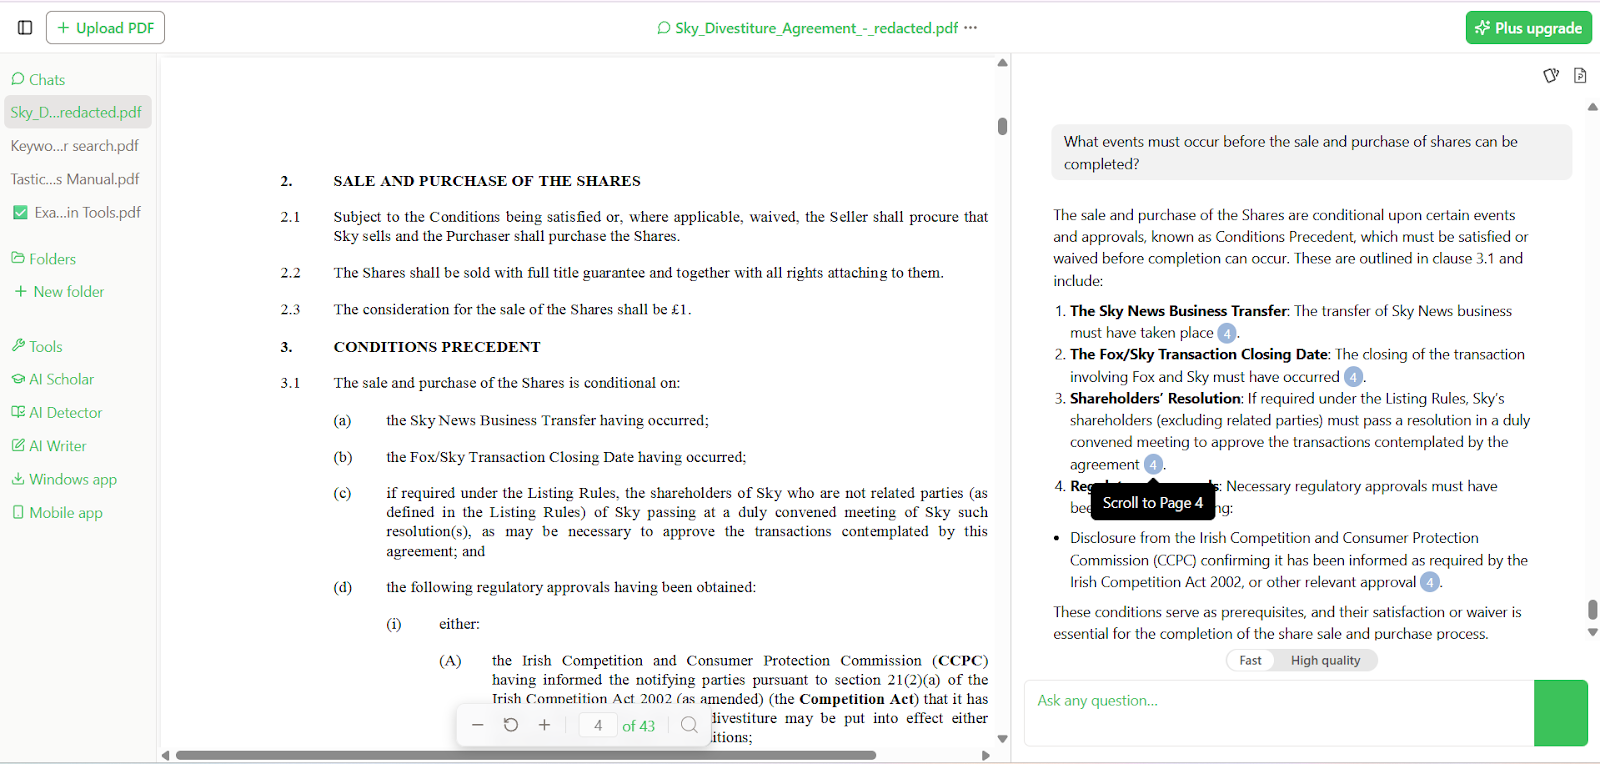 + Upload PDF
Sky_Divestiture_Agreement_-_redacted.pdf ···
Plus upgrade
Chats
Sky_D...redacted.pdf
Keywo...r search.pdf
Tastic...s Manual.pdf
Exa...in Tools.pdf
Folders
+ New folder
Tools
AI Scholar
AI Detector
AI Writer
Windows app
Mobile app
2. SALE AND PURCHASE OF THE SHARES
2.1 Subject to the Conditions being satisfied or, where applicable, waived, the Seller shall procure that
Sky sells and the Purchaser shall purchase the Shares.
2.2 The Shares shall be sold with full title guarantee and together with all rights attaching to them.
2.3 The consideration for the sale of the Shares shall be £1.
3. CONDITIONS PRECEDENT
3.1 The sale and purchase of the Shares is conditional on:
(a) the Sky News Business Transfer having occurred;
(b) the Fox/Sky Transaction Closing Date having occurred;
(c) if required under the Listing Rules, the shareholders of Sky who are not related parties (as
defined in the Listing Rules) of Sky passing at a duly convened meeting of Sky such
resolution(s), as may be necessary to approve the transactions contemplated by this
agreement; and
(d) the following regulatory approvals having been obtained:
(i) either:
(A) the Irish Competition and Consumer Protection Commission (CCPC)
having informed the notifying parties pursuant to section 21(2)(a) of the
Irish Competition Act 2002 (as amended) (the Competition Act) that it has
divestiture may be put into effect either
itions;
4 of 43
What events must occur before the sale and purchase of shares can be
completed?
The sale and purchase of the Shares are conditional upon certain events
and approvals, known as Conditions Precedent, which must be satisfied or
waived before completion can occur. These are outlined in clause 3.1 and
include:
1. The Sky News Business Transfer: The transfer of Sky News business
must have taken place 4.
2. The Fox/Sky Transaction Closing Date: The closing of the transaction
involving Fox and Sky must have occurred 4.
3. Shareholders' Resolution: If required under the Listing Rules, Sky's
shareholders (excluding related parties) must pass a resolution in a duly
convened meeting to approve the transactions contemplated by the
agreement 4.
4. Reg s: Necessary regulatory approvals must have
bee ng:
Scroll to Page 4
• Disclosure from the Irish Competition and Consumer Protection
Commission (CCPC) confirming it has been informed as required by the
Irish Competition Act 2002, or other relevant approval 4.
These conditions serve as prerequisites, and their satisfaction or waiver is
essential for the completion of the share sale and purchase process.
Fast High quality
Ask any question...